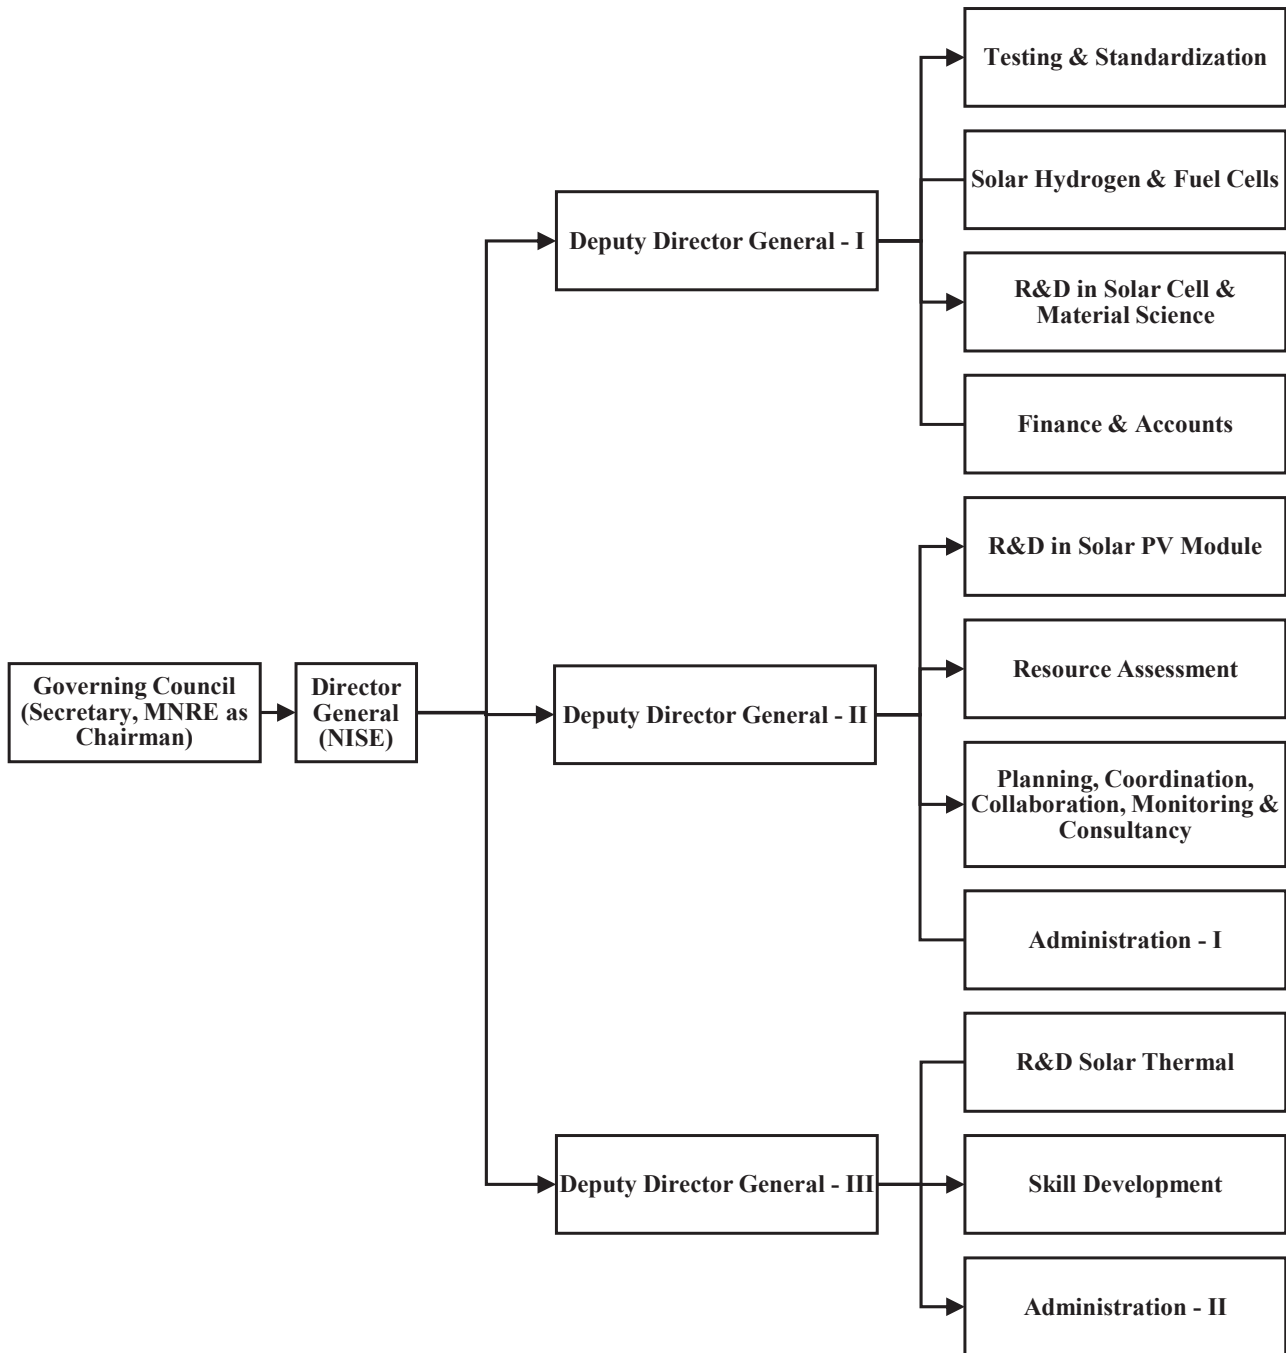 Governing Council
(Secretary, MNRE as
Chairman)
Director
General
(NISE)
Deputy Director General - I
Testing & Standardization
Solar Hydrogen & Fuel Cells
R&D in Solar Cell &
Material Science
Finance & Accounts
Deputy Director General - II
R&D in Solar PV Module
Resource Assessment
Planning, Coordination,
Collaboration, Monitoring &
Consultancy
Administration - I
Deputy Director General - III
R&D Solar Thermal
Skill Development
Administration - II